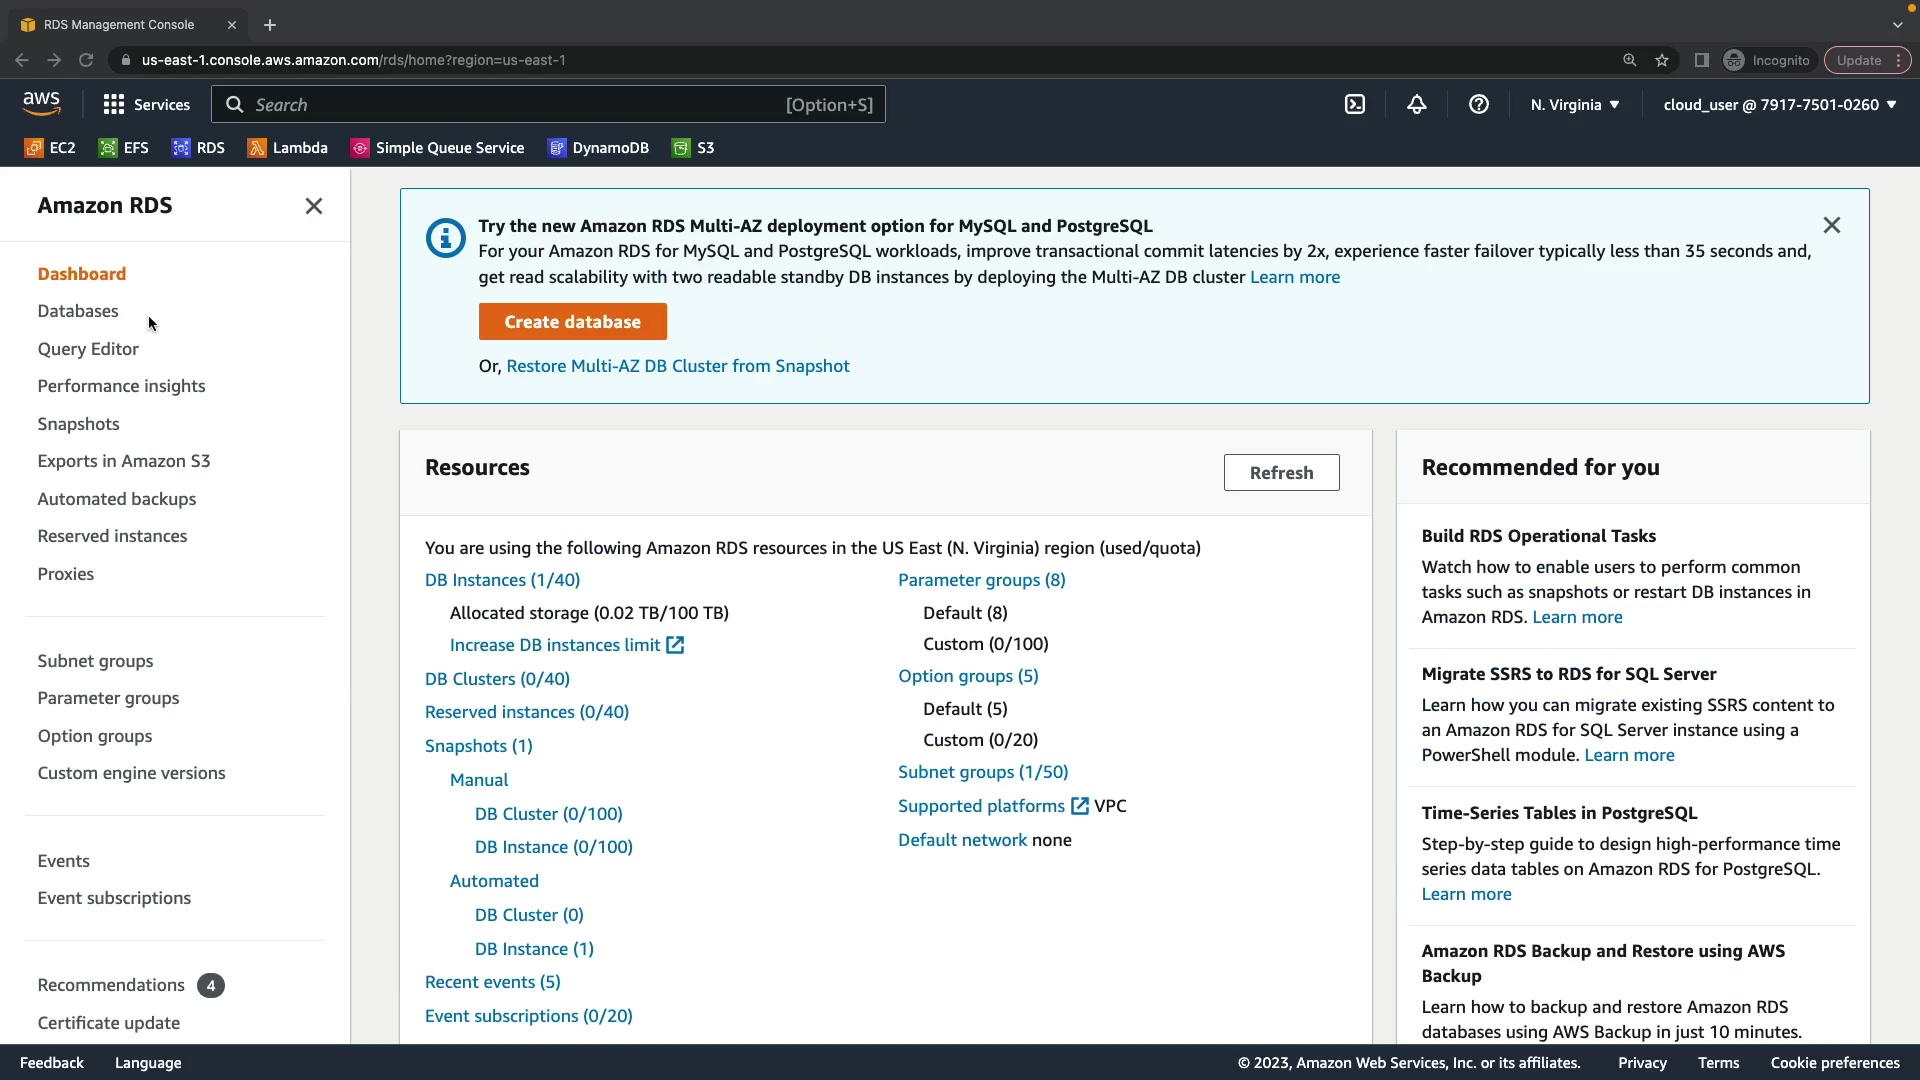 RDS Management Console
us-east-1.console.aws.amazon.com/rds/home?region=us-east-1
Incognito
Update
aws
Services
Search
[Option+S]
N. Virginia
cloud_user @ 7917-7501-0260
EC2
EFS
RDS
Lambda
Simple Queue Service
DynamoDB
S3
Amazon RDS
Dashboard
Databases
Query Editor
Performance insights
Snapshots
Exports in Amazon S3
Automated backups
Reserved instances
Proxies
Subnet groups
Parameter groups
Option groups
Custom engine versions
Events
Event subscriptions
Recommendations 4
Certificate update
Try the new Amazon RDS Multi-AZ deployment option for MySQL and PostgreSQL
For your Amazon RDS for MySQL and PostgreSQL workloads, improve transactional commit latencies by 2x, experience faster failover typically less than 35 seconds and,
get read scalability with two readable standby DB instances by deploying the Multi-AZ DB cluster Learn more
Create database
Or, Restore Multi-AZ DB Cluster from Snapshot
Resources
Refresh
You are using the following Amazon RDS resources in the US East (N. Virginia) region (used/quota)
DB Instances (1/40)
Allocated storage (0.02 TB/100 TB)
Increase DB instances limit
DB Clusters (0/40)
Reserved instances (0/40)
Snapshots (1)
Manual
DB Cluster (0/100)
DB Instance (0/100)
Automated
DB Cluster (0)
DB Instance (1)
Recent events (5)
Event subscriptions (0/20)
Parameter groups (8)
Default (8)
Custom (0/100)
Option groups (5)
Default (5)
Custom (0/20)
Subnet groups (1/50)
Supported platforms VPC
Default network none
Recommended for you
Build RDS Operational Tasks
Watch how to enable users to perform common
tasks such as snapshots or restart DB instances in
Amazon RDS. Learn more
Migrate SSRS to RDS for SQL Server
Learn how you can migrate existing SSRS content to
an Amazon RDS for SQL Server instance using a
PowerShell module. Learn more
Time-Series Tables in PostgreSQL
Step-by-step guide to design high-performance time
series data tables on Amazon RDS for PostgreSQL.
Learn more
Amazon RDS Backup and Restore using AWS
Backup
Learn how to backup and restore Amazon RDS
databases using AWS Backup in just 10 minutes.
Feedback
Language
© 2023, Amazon Web Services, Inc. or its affiliates.
Privacy
Terms
Cookie preferences